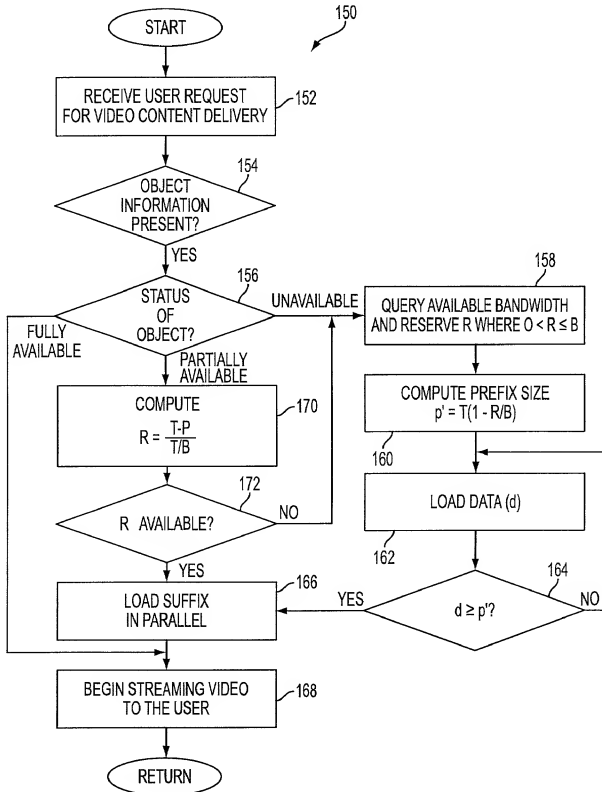 START
150
RECEIVE USER REQUEST
FOR VIDEO CONTENT DELIVERY
152
154
OBJECT
INFORMATION
PRESENT?
YES
156
STATUS
OF
OBJECT?
UNAVAILABLE
FULLY
AVAILABLE
PARTIALLY
AVAILABLE
158
QUERY AVAILABLE BANDWIDTH
AND RESERVE R WHERE O < R ≤ B
COMPUTE PREFIX SIZE
p' = T(1 - R/B)
160
COMPUTE
R = T-P / T/B
170
172
R AVAILABLE?
NO
YES
LOAD DATA (d)
162
164
d ≥ p'?
YES
NO
LOAD SUFFIX
IN PARALLEL
166
BEGIN STREAMING VIDEO
TO THE USER
168
RETURN